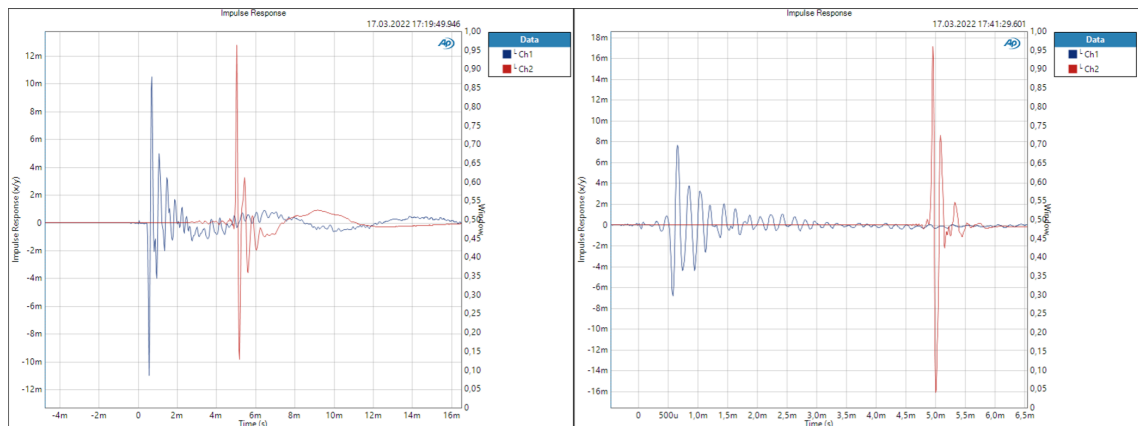 Impulse Response
17.03.2022 17:19:49.946
Impulse Response (x/y)
12m
10m
8m
6m
4m
2m
0
-2m
-4m
-6m
-8m
-10m
-12m
-4m -2m 0 2m 4m 6m 8m 10m 12m 14m 16m
Time (s)
1,00
0,95
0,90
0,85
0,80
0,75
0,70
0,65
0,60
0,55
0,50
0,45
0,40
0,35
0,30
0,25
0,20
0,15
0,10
0,05
0
Window
AP
Data
Ch1
Ch2
Impulse Response
17.03.2022 17:41:29.601
Impulse Response (x/y)
18m
16m
14m
12m
10m
8m
6m
4m
2m
0
-2m
-4m
-6m
-8m
-10m
-12m
-14m
-16m
0 500u 1,0m 1,5m 2,0m 2,5m 3,0m 3,5m 4,0m 4,5m 5,0m 5,5m 6,0m 6,5m
Time (s)
1,00
0,95
0,90
0,85
0,80
0,75
0,70
0,65
0,60
0,55
0,50
0,45
0,40
0,35
0,30
0,25
0,20
0,15
0,10
0,05
0
Window
AP
Data
Ch1
Ch2